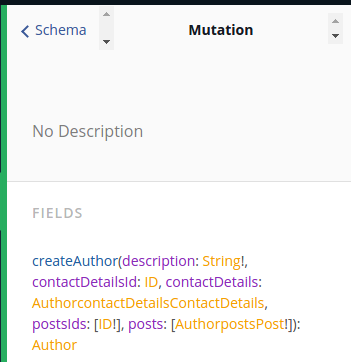 Schema
Mutation
No Description
FIELDS
createAuthor(description: String!,
contactDetailsId: ID, contactDetails:
AuthorcontactDetailsContactDetails,
postsIds: [ID!], posts: [AuthorpostsPost!]):
Author